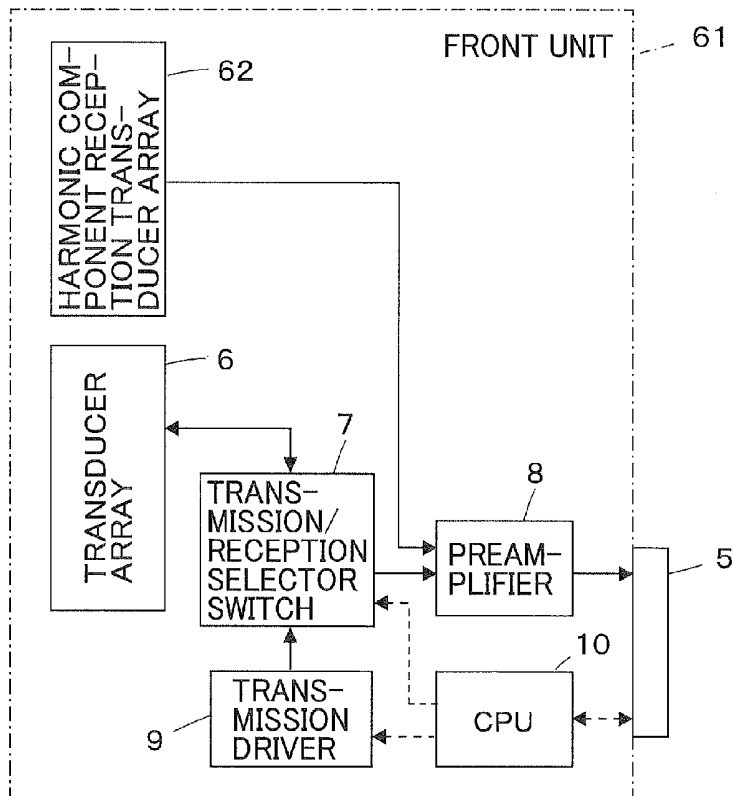 FRONT UNIT
61
62
HARMONIC COM-
PONENT RECEP-
TION TRANS-
DUCER ARRAY
6
TRANSDUCER
ARRAY
7
TRANS-
MISSION/
RECEPTION
SELECTOR
SWITCH
8
PREAM-
PLIFIER
5
9
TRANS-
MISSION
DRIVER
10
CPU